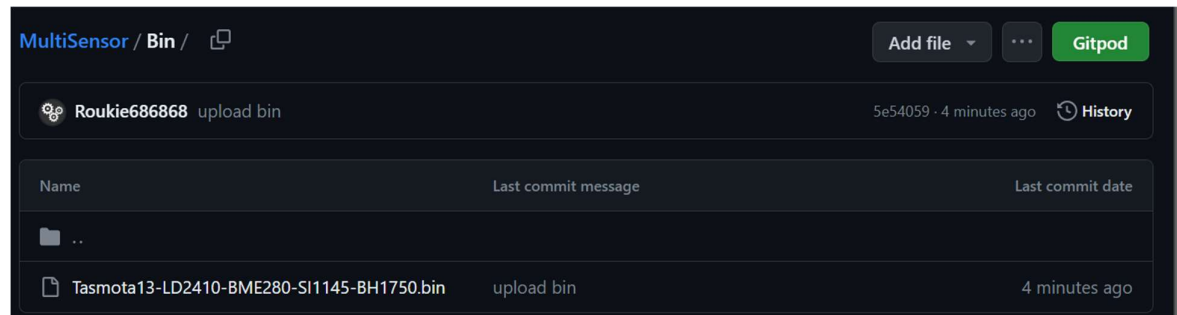 MultiSensor / Bin /
Add file
...
Gitpod
Roukie686868 upload bin
5e54059 · 4 minutes ago
History
Name Last commit message Last commit date
..
Tasmota13-LD2410-BME280-SI1145-BH1750.bin upload bin 4 minutes ago